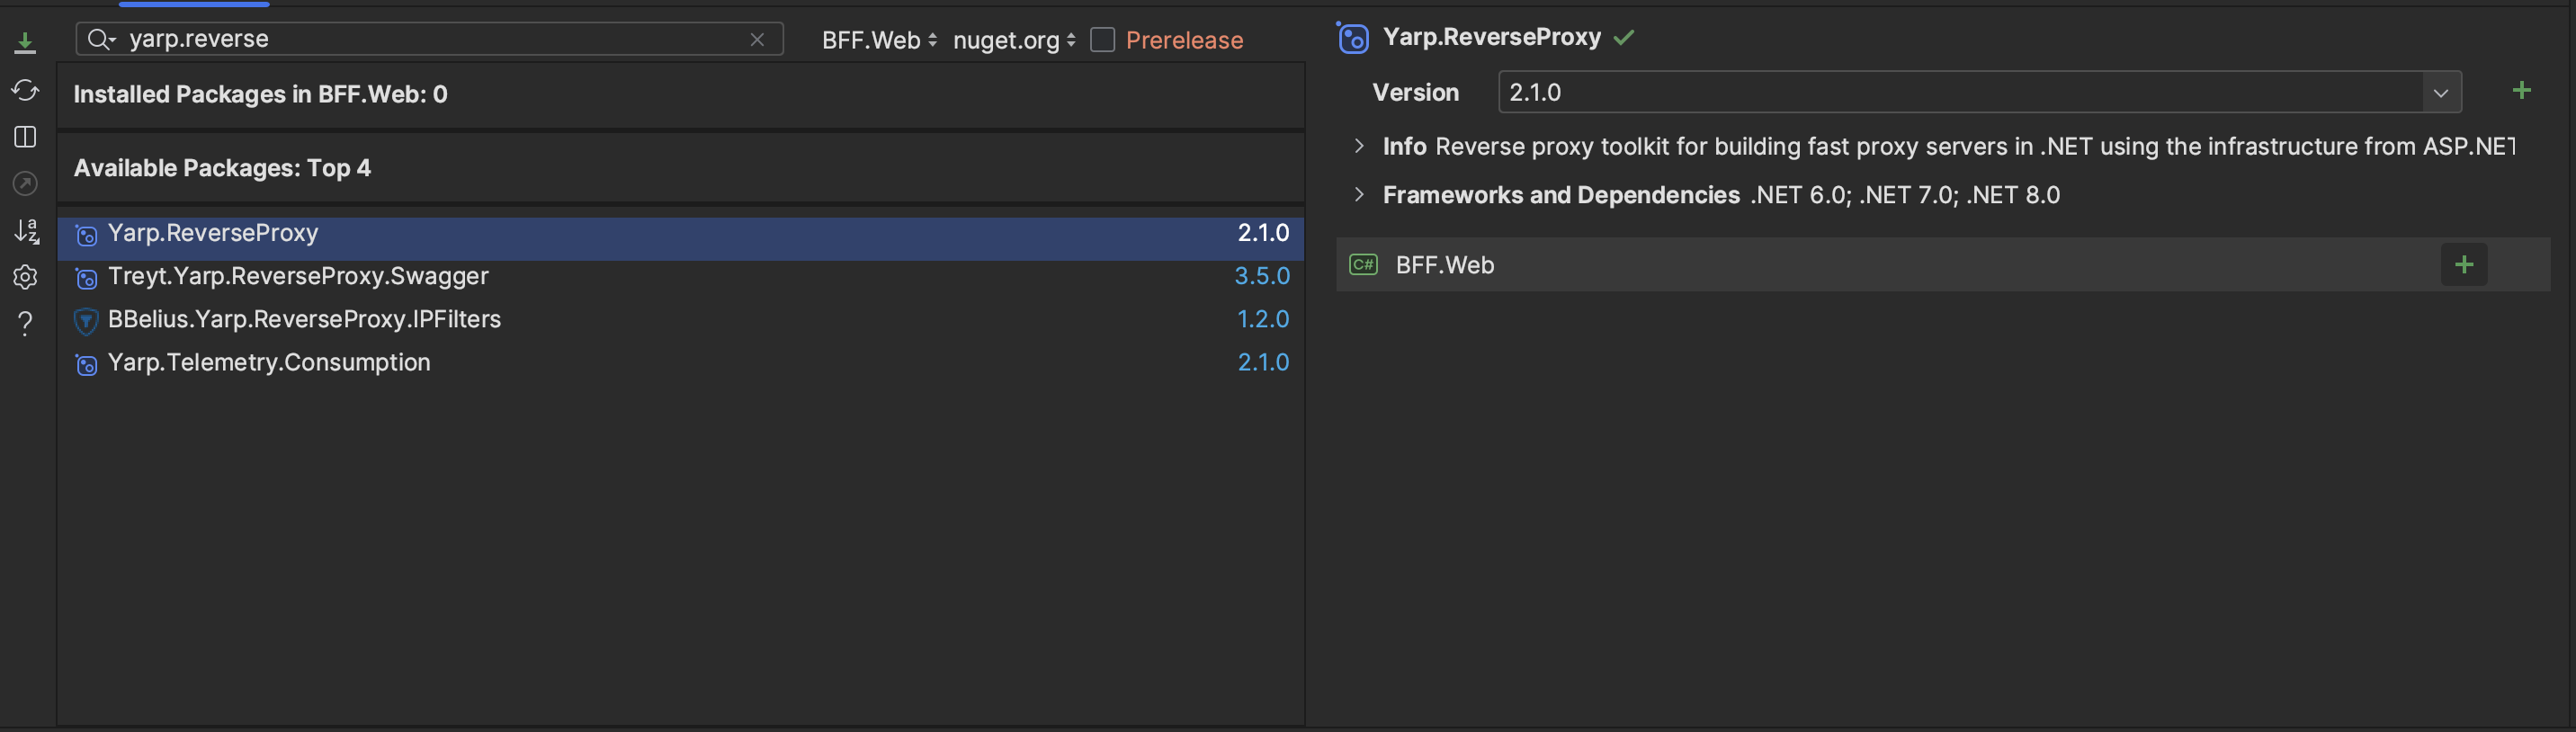 yarp.reverse
BFF.Web nuget.org Prerelease
Installed Packages in BFF.Web: 0
Available Packages: Top 4
Yarp.ReverseProxy 2.1.0
Treyt.Yarp.ReverseProxy.Swagger 3.5.0
BBelius.Yarp.ReverseProxy.IPFilters 1.2.0
Yarp.Telemetry.Consumption 2.1.0
Yarp.ReverseProxy
Version 2.1.0
Info Reverse proxy toolkit for building fast proxy servers in .NET using the infrastructure from ASP.NET
Frameworks and Dependencies .NET 6.0; .NET 7.0; .NET 8.0
C# BFF.Web